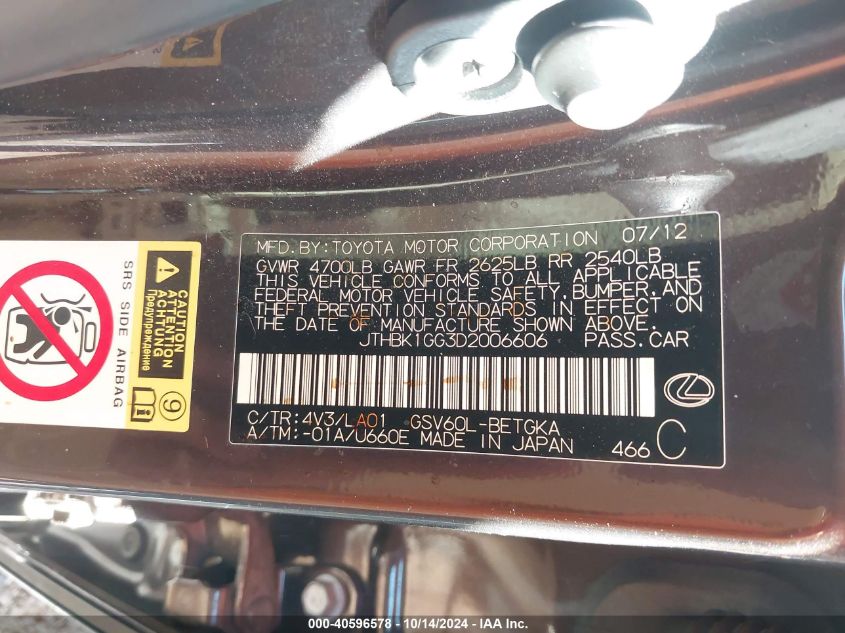 MFD.BY:TOYOTA MOTOR CORPORATION 07/12
GVWR 4700LB GAWR FR 2625LB RR 2540LB
THIS VEHICLE CONFORMS TO ALL APPLICABLE
FEDERAL MOTOR VEHICLE SAFETY,BUMPER,AND
THEFT PREVENTION STANDARDS IN EFFECT ON
THE DATE OF MANUFACTURE SHOWN ABOVE.
JTHBK1GG3D2006606 PASS.CAR
C/TR:4V3/LA01 GSV60L-BETGKA
A/TM:-01A/U660E MADE IN JAPAN 466 C
SRS SIDE AIRBAG
CAUTION
ATTENTION
ACHTUNG
Предупреждение
9
000-40596578 - 10/14/2024 - IAA Inc.